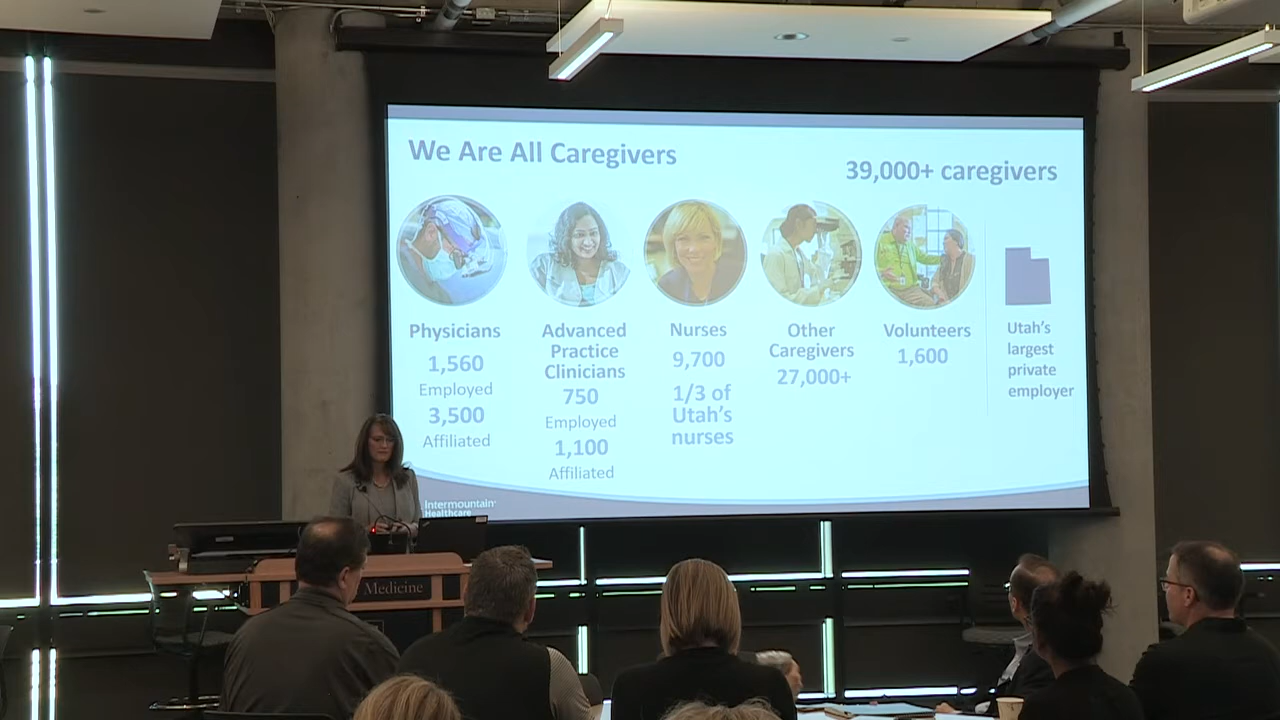 We Are All Caregivers
39,000+ caregivers
Physicians
1,560
Employed
3,500
Affiliated
Advanced
Practice
Clinicians
750
Employed
1,100
Affiliated
Nurses
9,700
1/3 of
Utah's
nurses
Other
Caregivers
27,000+
Volunteers
1,600
Utah's
largest
private
employer
Intermountain
Healthcare
Medicine